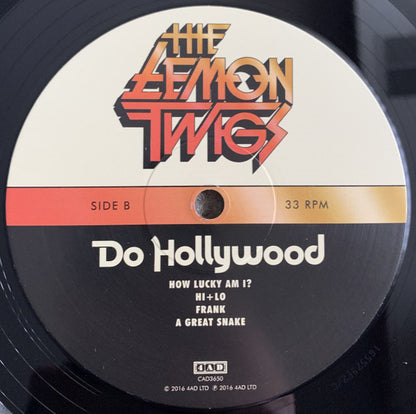 THE
LEMON
TWIGS
SIDE B 33 RPM
Do Hollywood
HOW LUCKY AM I?
HI+LO
FRANK
A GREAT SNAKE
4AD
CAD3650
© 2016 4AD LTD ℗ 2016 4AD LTD